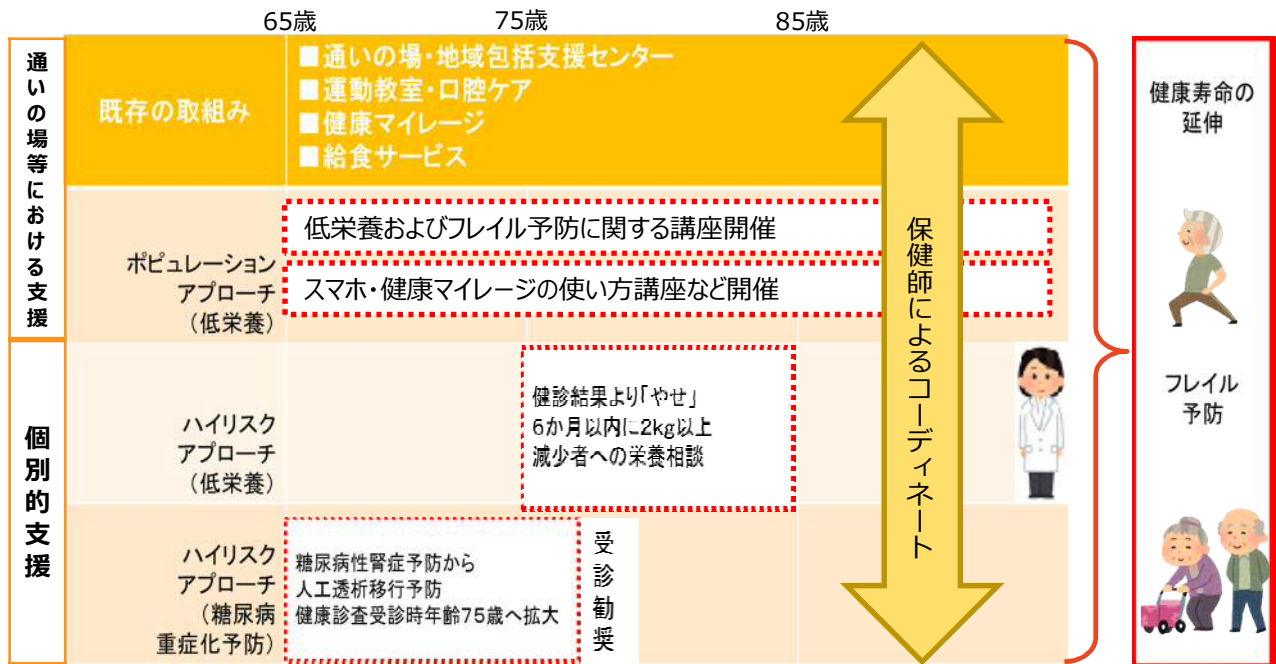 65歳
75歳
85歳
通いの場等における支援
既存の取組み
■通いの場・地域包括支援センター
■運動教室・口腔ケア
■健康マイレージ
■給食サービス
ポピュレーション
アプローチ
（低栄養）
低栄養およびフレイル予防に関する講座開催
スマホ・健康マイレージの使い方講座など開催
個別的支援
ハイリスク
アプローチ
（低栄養）
健診結果より「やせ」
6か月以内に2kg以上
減少者への栄養相談
ハイリスク
アプローチ
（糖尿病
重症化予防）
糖尿病性腎症予防から
人工透析移行予防
健康診査受診時年齢75歳へ拡大
受診勧奨
保健師によるコーディネート
健康寿命の
延伸
フレイル
予防